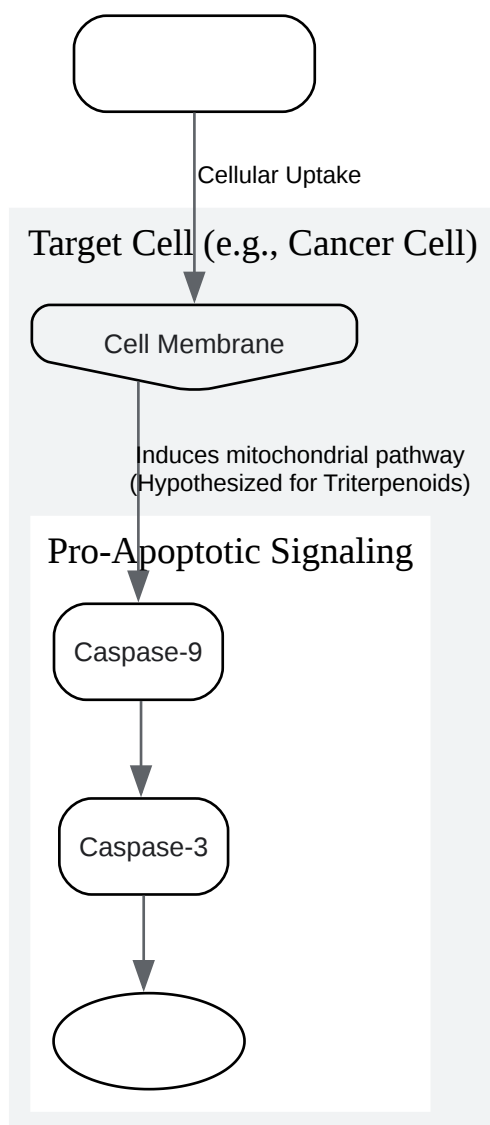 Cellular Uptake
Target Cell (e.g., Cancer Cell)
Cell Membrane
Induces mitochondrial pathway
(Hypothesized for Triterpenoids)
Pro-Apoptotic Signaling
Caspase-9
Caspase-3